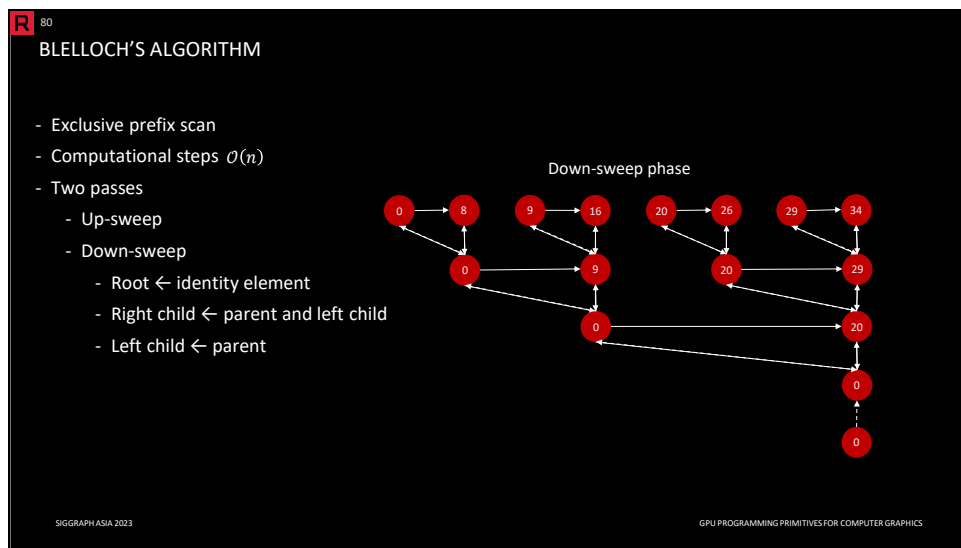 R 80
BLELLOCH'S ALGORITHM
- Exclusive prefix scan
- Computational steps 𝒪(n)
- Two passes
- Up-sweep
- Down-sweep
- Root ← identity element
- Right child ← parent and left child
- Left child ← parent
Down-sweep phase
0 8 9 16 20 26 29 34
0 9 20 29
0 20
0
0
SIGGRAPH ASIA 2023
GPU PROGRAMMING PRIMITIVES FOR COMPUTER GRAPHICS